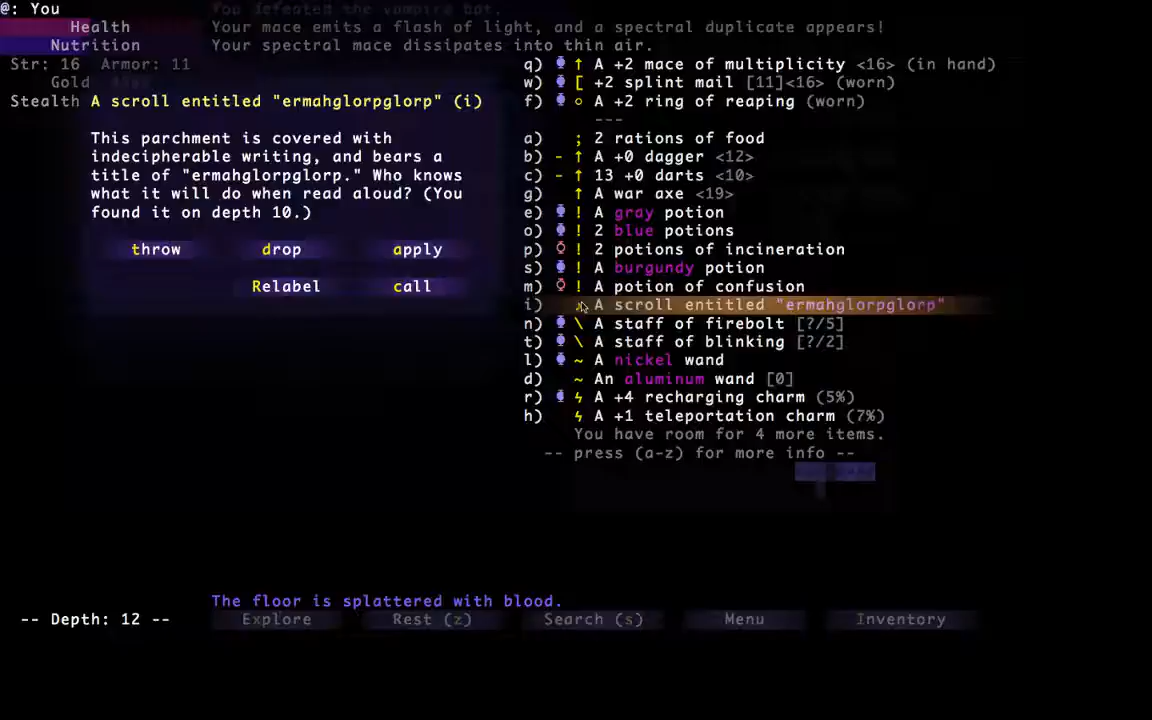 @: You
You defeated the vampire bat.
Health
Your mace emits a flash of light, and a spectral duplicate appears!
Nutrition
Your spectral mace dissipates into thin air.
Str: 16 Armor: 11
Gold
Stealth
A scroll entitled "ermahglorpglorp" (i)
This parchment is covered with
indecipherable writing, and bears a
title of "ermahglorpglorp." Who knows
what it will do when read aloud? (You
found it on depth 10.)
throw drop apply
Relabel call
q) ↑ A +2 mace of multiplicity <16> (in hand)
w) [ A +2 splint mail [11]<16> (worn)
f) ○ A +2 ring of reaping (worn)
---
a) ; 2 rations of food
b) - ↑ A +0 dagger <12>
c) - ↑ 13 +0 darts <10>
g) ↑ A war axe <19>
e) ! A gray potion
o) ! 2 blue potions
p) ! 2 potions of incineration
s) ! A burgundy potion
m) ! A potion of confusion
i) A scroll entitled "ermahglorpglorp"
n) \ A staff of firebolt [?/5]
t) \ A staff of blinking [?/2]
l) ~ A nickel wand
d) ~ An aluminum wand [0]
r) ϟ A +4 recharging charm (5%)
h) ϟ A +1 teleportation charm (7%)
You have room for 4 more items.
-- press (a-z) for more info --
The floor is splattered with blood.
-- Depth: 12 --
Explore Rest (z) Search (s) Menu Inventory